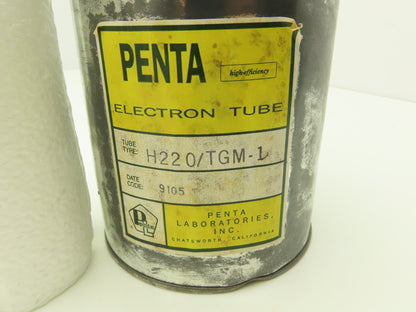 PENTA
high-efficiency
ELECTRON TUBE
TUBE
TYPE:
H220/TGM-1
DATE
CODE:
9105
PENTA
LABORATORIES,
INC.
CHATSWORTH, CALIFORNIA